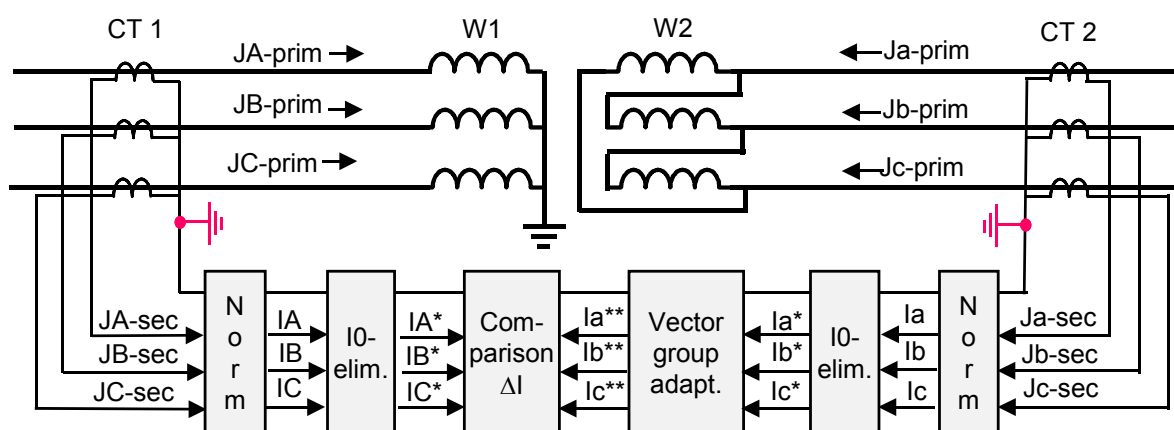 CT 1
W1
W2
CT 2
JA-prim
Ja-prim
JB-prim
Jb-prim
JC-prim
Jc-prim
JA-sec
JB-sec
JC-sec
N
o
r
m
IA
IB
IC
I0-
elim.
IA*
IB*
IC*
Com-
parison
ΔI
Ia**
Ib**
Ic**
Vector
group
adapt.
Ia*
Ib*
Ic*
I0-
elim.
Ia
Ib
Ic
N
o
r
m
Ja-sec
Jb-sec
Jc-sec